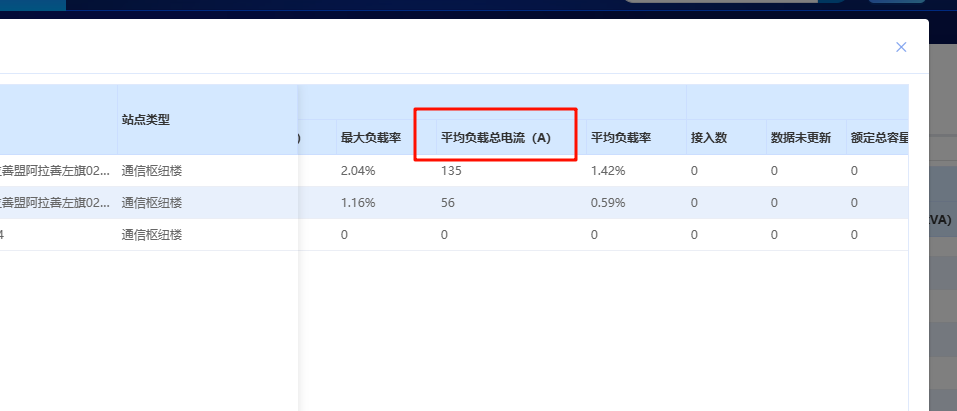 站点类型
) 最大负载率 平均负载总电流（A） 平均负载率 接入数 数据未更新 额定总容量
VA)
善盟阿拉善左旗02... 通信枢纽楼 2.04% 135 1.42% 0 0 0
善盟阿拉善左旗02... 通信枢纽楼 1.16% 56 0.59% 0 0 0
4 通信枢纽楼 0 0 0 0 0 0